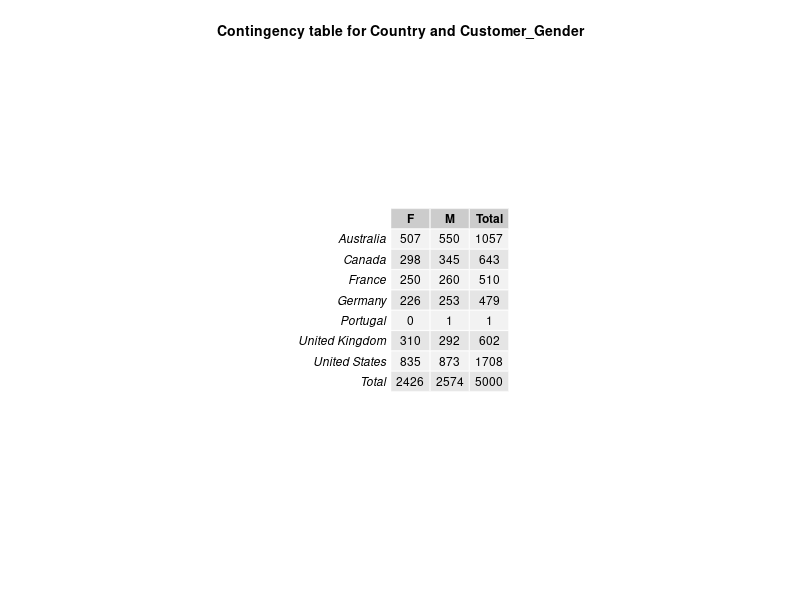 Contingency table for Country and Customer_Gender
F M Total
Australia 507 550 1057
Canada 298 345 643
France 250 260 510
Germany 226 253 479
Portugal 0 1 1
United Kingdom 310 292 602
United States 835 873 1708
Total 2426 2574 5000